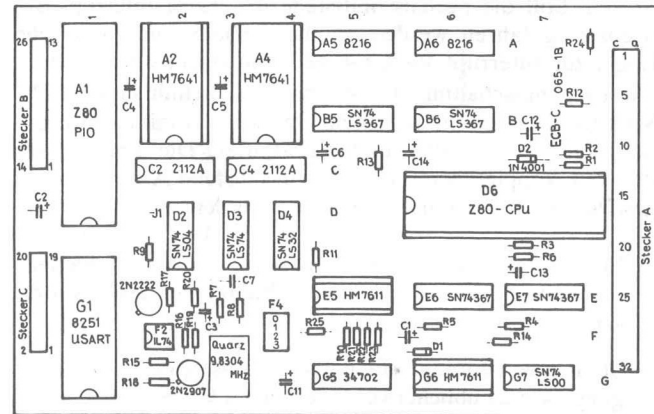 1 2 3 4 5 6 7
26 13
Stecker B
14 1
A1
Z80
PIO
C4
A2
HM7641
C5
A4
HM7641
A5 8216
A6 8216
A
R24
c a
1
5
10
15
20
25
32
Stecker A
065-1B
ECB-C
R12
B5 SN74
LS367
B6 SN74
LS367
B
C12
C2 2112A
C4 2112A
C6
R13
C14
C
D2
1N4001
R2
R1
C2
J1
D2
SN74
LS04
D3
SN74
LS74
D4
SN74
LS32
D
D6
Z80-CPU
R9
R11
R3
R6
C13
20 19
Stecker C
2 1
G1
8251
USART
2N2222
R17
R20
R7
R8
C7
C3
F4
0
1
2
3
E5 HM7611
E6 SN74367
E7 SN74367
E
F2
IL74
R16
R19
R25
R10
R21
R22
R23
C1
R5
R4
R14
F
D1
R15
R18
2N2907
Quarz
9,8304
MHz
C11
G5 34702
G6 HM7611
G7 SN74
LS00
G